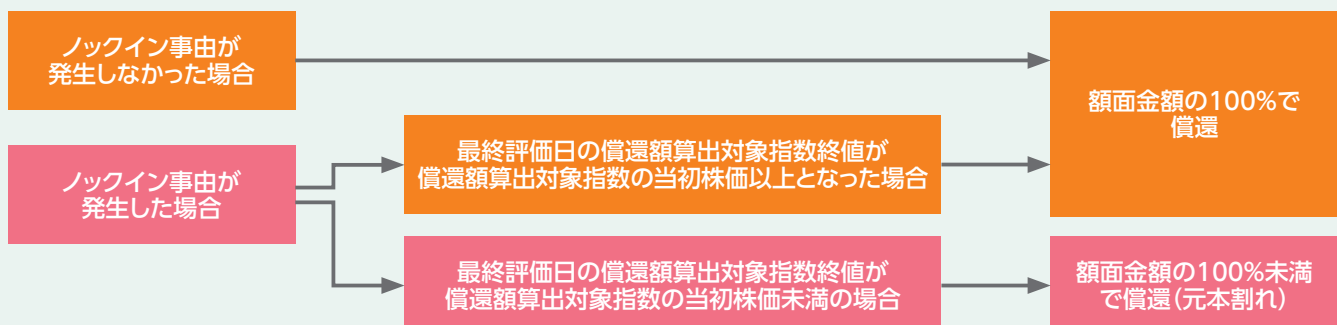 ノックイン事由が
発生しなかった場合
額面金額の100%で
償還
ノックイン事由が
発生した場合
最終評価日の償還額算出対象指数終値が
償還額算出対象指数の当初株価以上となった場合
最終評価日の償還額算出対象指数終値が
償還額算出対象指数の当初株価未満の場合
額面金額の100%未満
で償還(元本割れ)